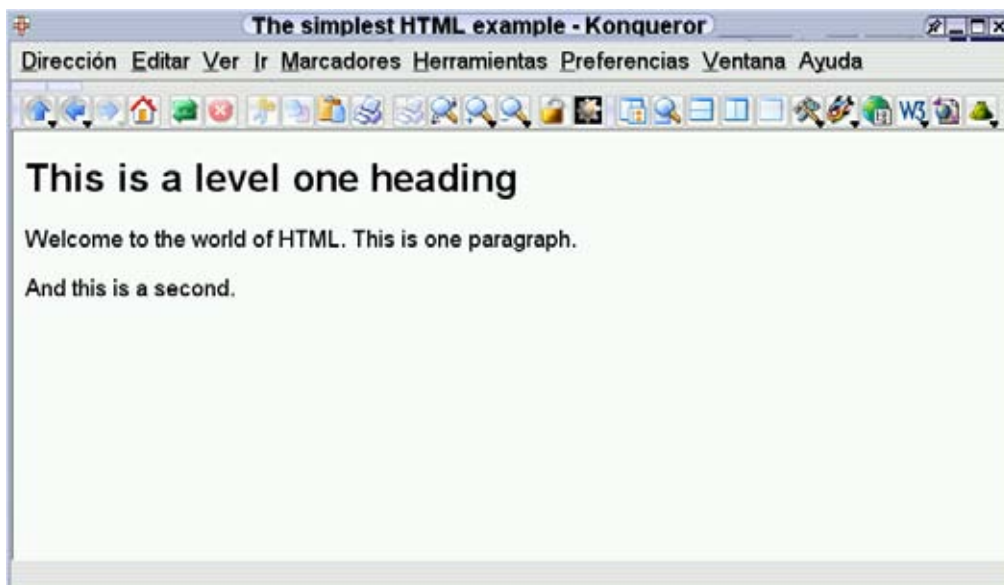 The simplest HTML example - Konqueror
Dirección Editar Ver Ir Marcadores Herramientas Preferencias Ventana Ayuda
W3
This is a level one heading
Welcome to the world of HTML. This is one paragraph.
And this is a second.